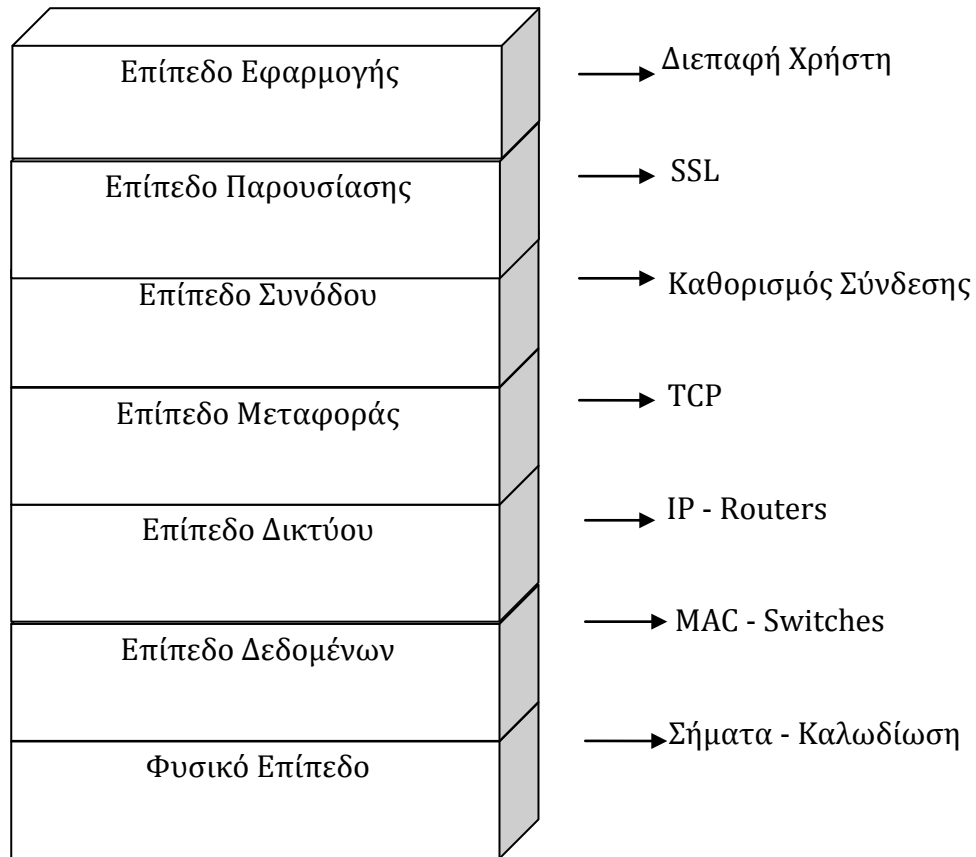 Επίπεδο Εφαρμογής
Διεπαφή Χρήστη
Επίπεδο Παρουσίασης
SSL
Επίπεδο Συνόδου
Καθορισμός Σύνδεσης
Επίπεδο Μεταφοράς
TCP
Επίπεδο Δικτύου
IP - Routers
Επίπεδο Δεδομένων
MAC - Switches
Φυσικό Επίπεδο
Σήματα - Καλωδίωση